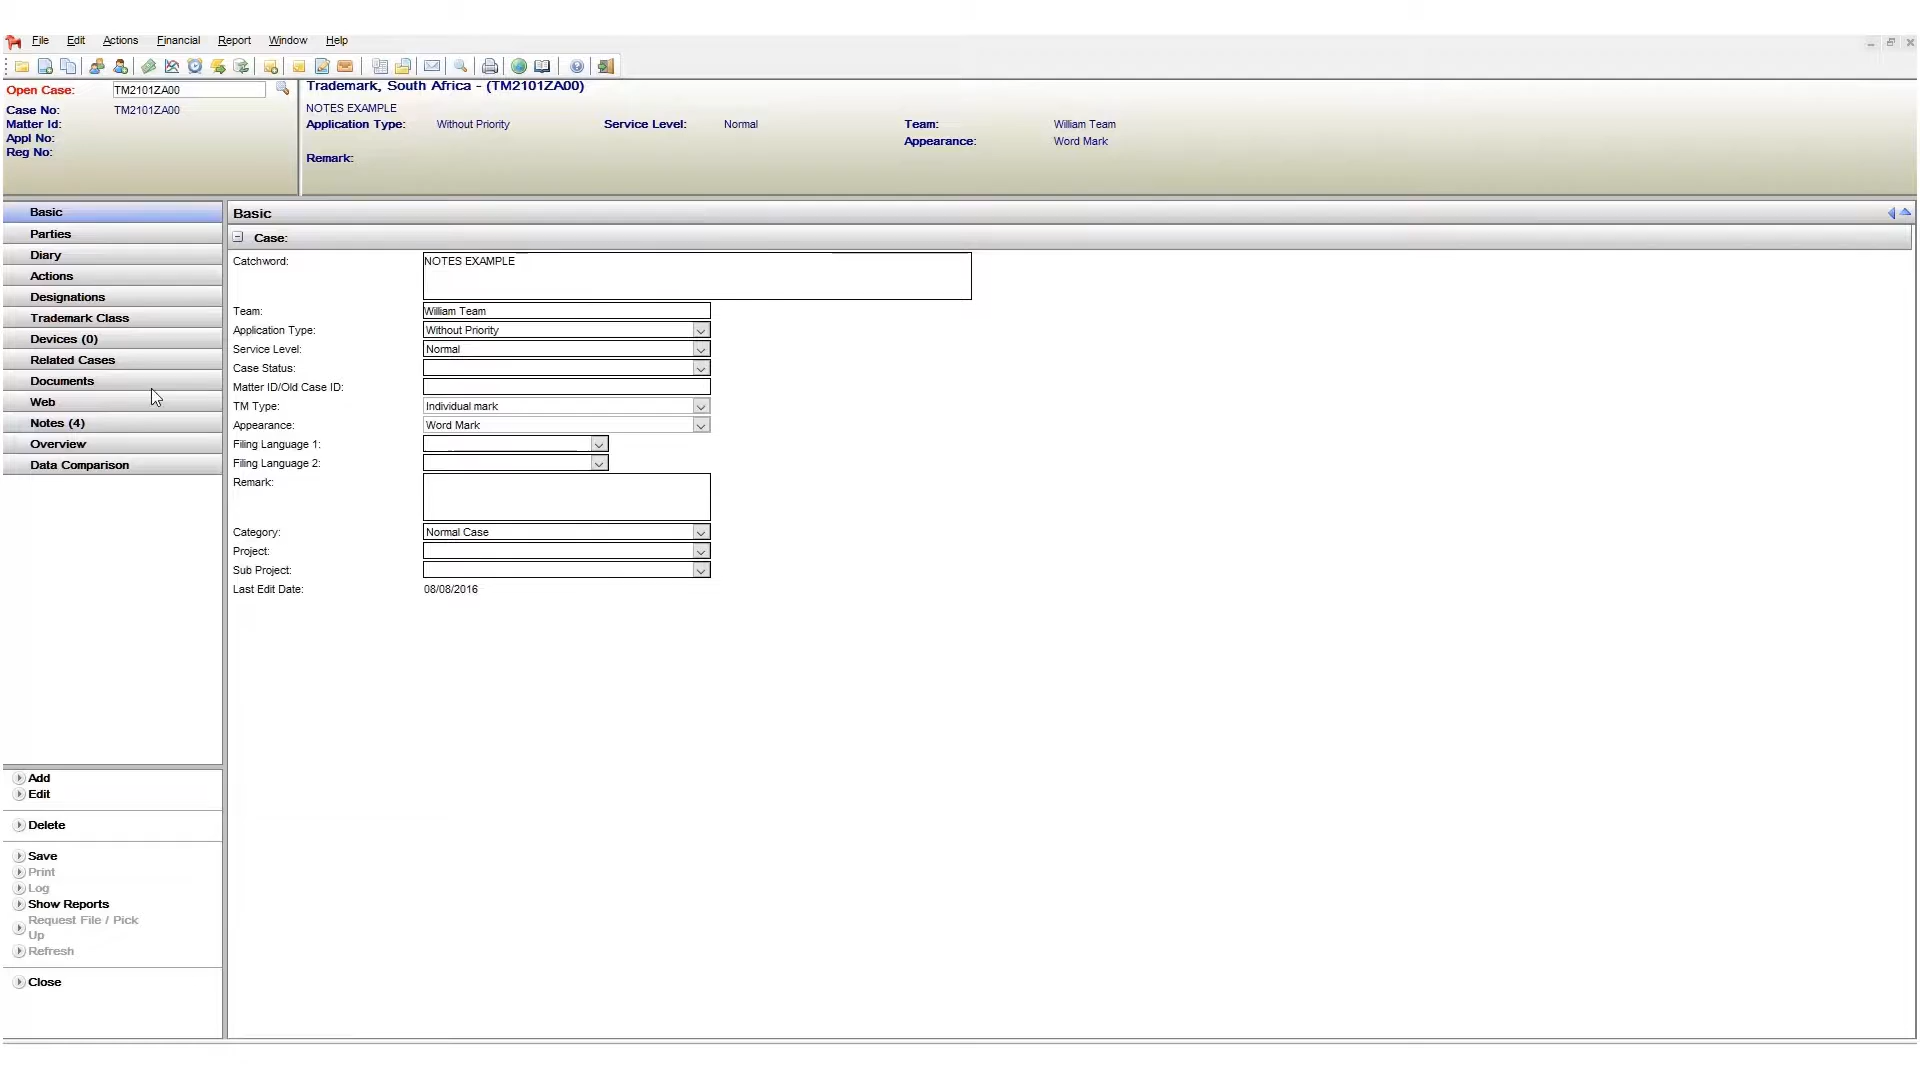 File Edit Actions Financial Report Window Help
Open Case: TM2101ZA00
Case No: TM2101ZA00
Matter Id:
Appl No:
Reg No:
Trademark, South Africa - (TM2101ZA00)
NOTES EXAMPLE
Application Type: Without Priority Service Level: Normal Team: William Team
Appearance: Word Mark
Remark:
Basic
Parties
Diary
Actions
Designations
Trademark Class
Devices (0)
Related Cases
Documents
Web
Notes (4)
Overview
Data Comparison
Add
Edit
Delete
Save
Print
Log
Show Reports
Request File / Pick
Up
Refresh
Close
Basic
Case:
Catchword: NOTES EXAMPLE
Team: William Team
Application Type: Without Priority
Service Level: Normal
Case Status:
Matter ID/Old Case ID:
TM Type: Individual mark
Appearance: Word Mark
Filing Language 1:
Filing Language 2:
Remark:
Category: Normal Case
Project:
Sub Project:
Last Edit Date: 08/08/2016